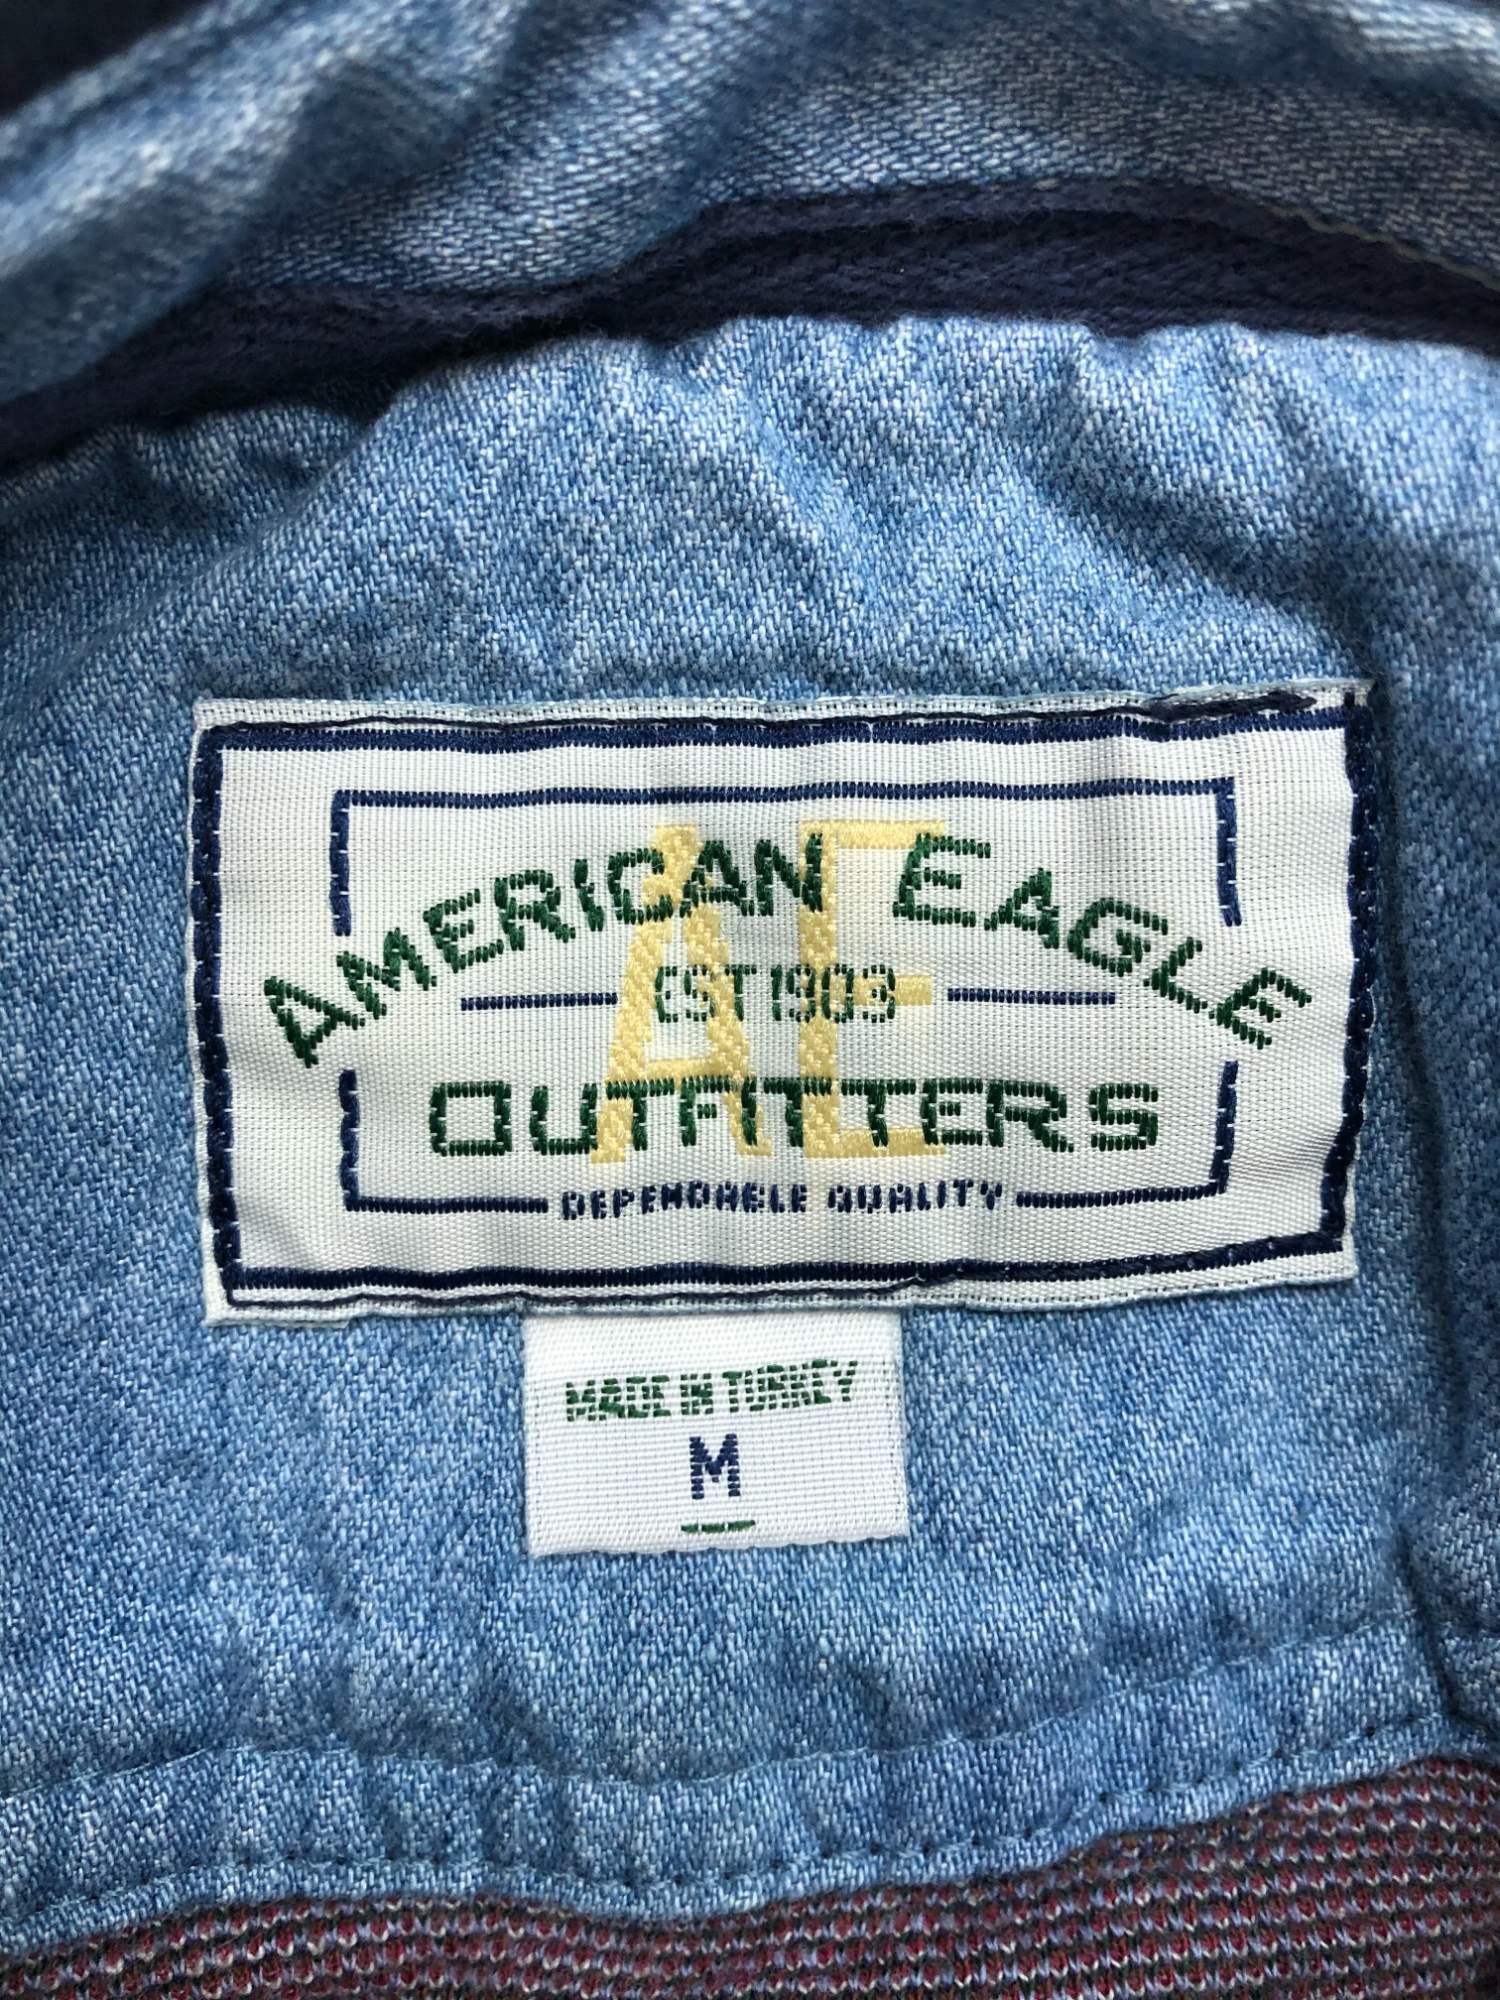 AE
AMERICAN EAGLE
EST 1903
OUTFITTERS
DEPENDABLE QUALITY
MADE IN TURKEY
M